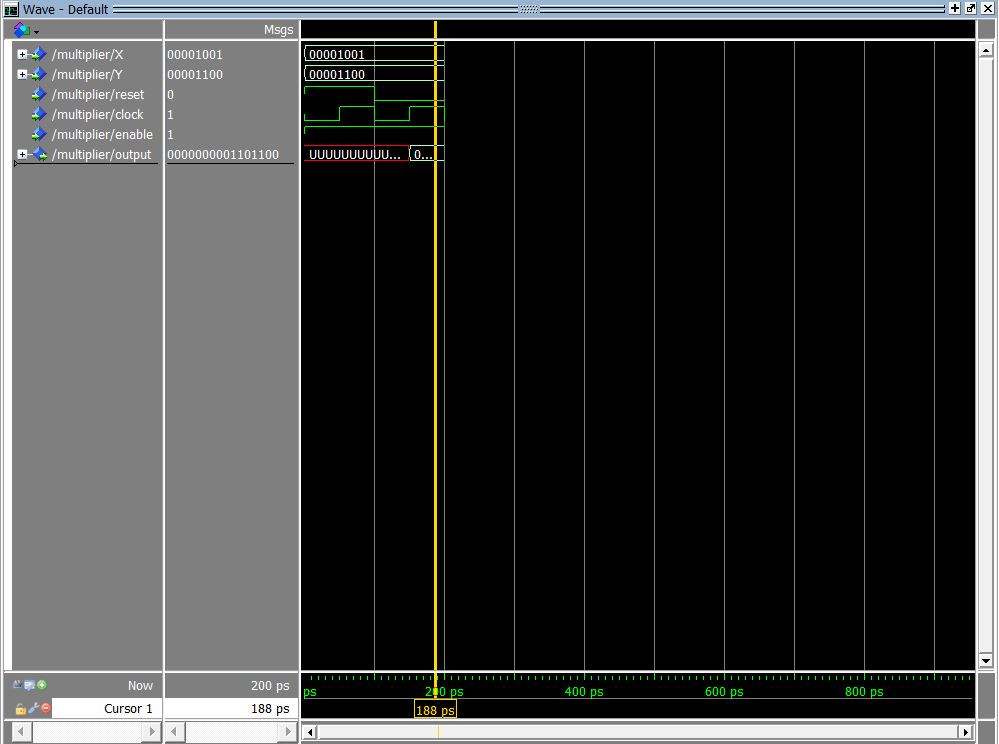 Wave - Default
Msgs
/multiplier/X 00001001 00001001
/multiplier/Y 00001100 00001100
/multiplier/reset 0
/multiplier/clock 1
/multiplier/enable 1
/multiplier/output 0000000001101100 UUUUUUUUUU... 0...
Now 200 ps ps 200 ps 400 ps 600 ps 800 ps
Cursor 1 188 ps 188 ps